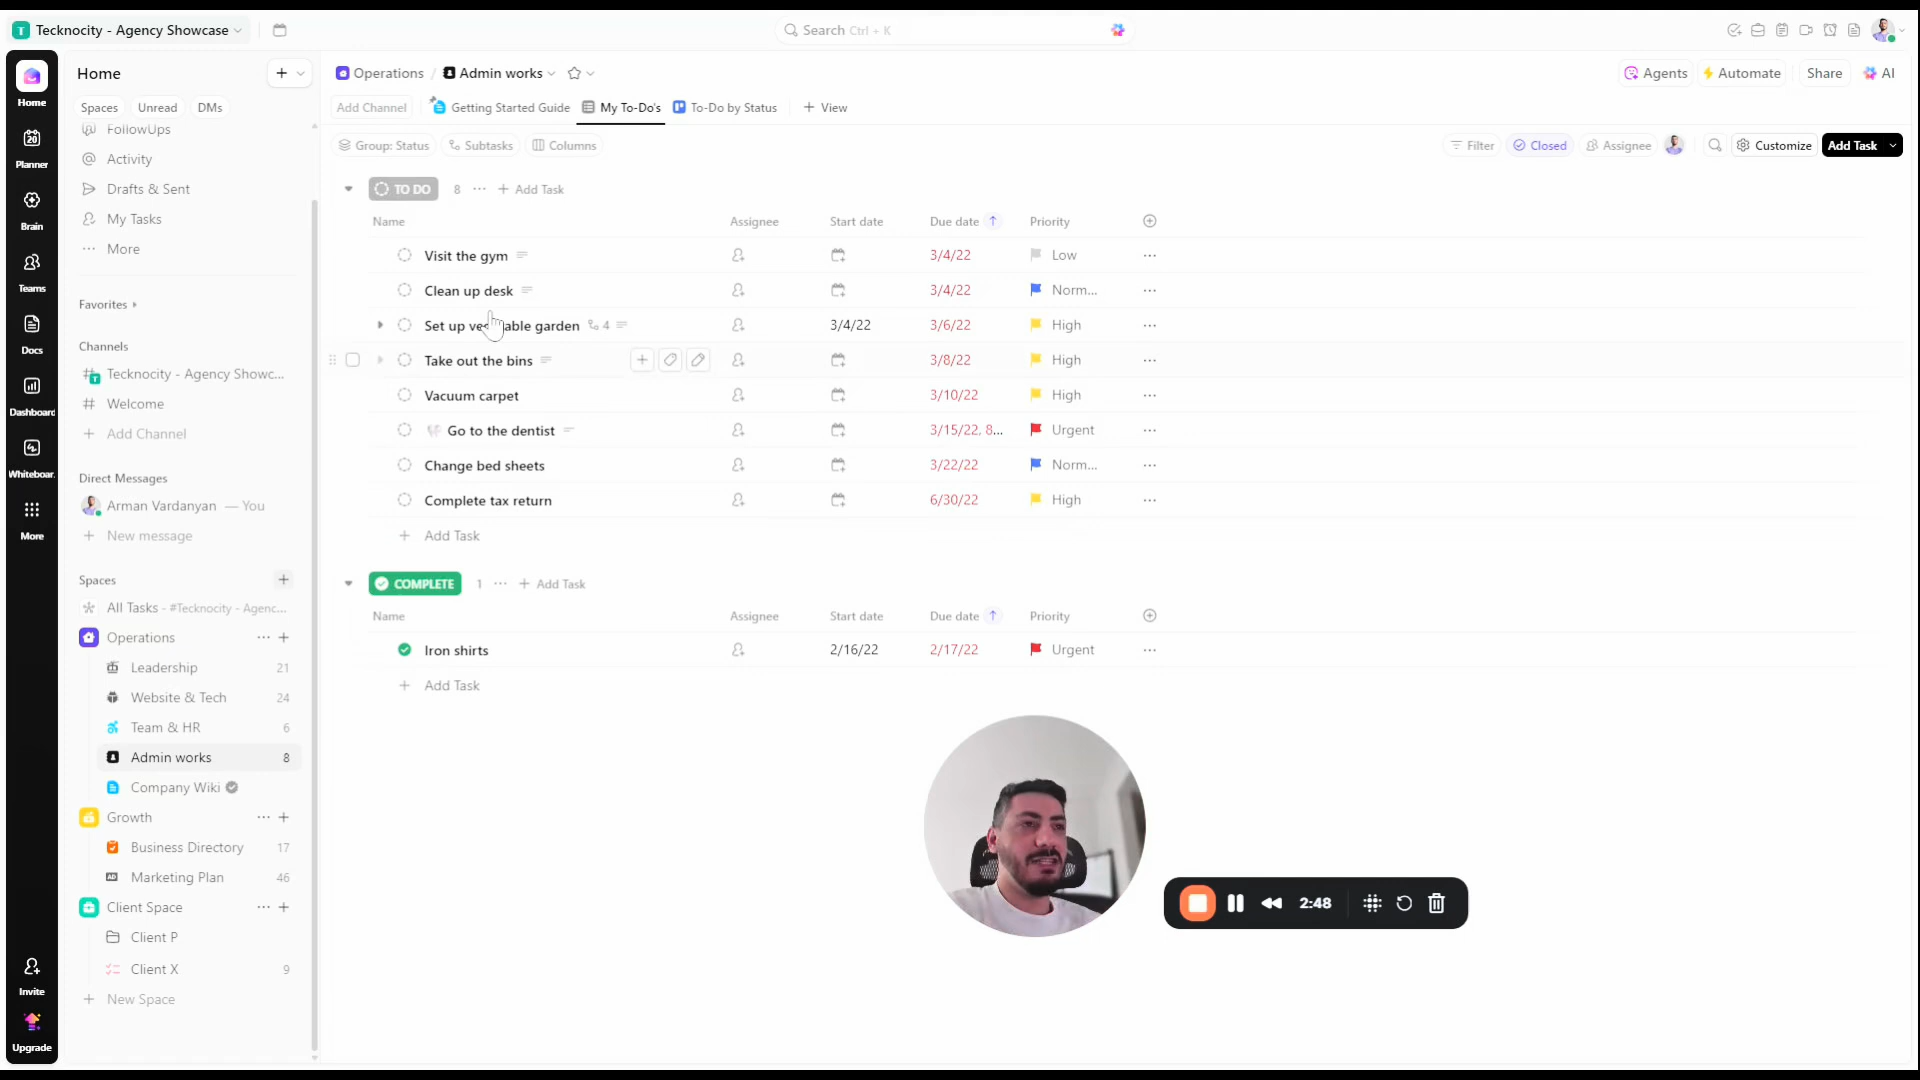 T Tecknocity - Agency Showcase
Search Ctrl + K
Home
Planner
Brain
Teams
Docs
Dashboard
Whiteboar
More
Invite
Upgrade
Home
Spaces Unread DMs
FollowUps
Activity
Drafts & Sent
My Tasks
More
Favorites
Channels
Tecknocity - Agency Showc...
Welcome
Add Channel
Direct Messages
Arman Vardanyan — You
New message
Spaces
All Tasks - #Tecknocity - Agenc...
Operations
Leadership 21
Website & Tech 24
Team & HR 6
Admin works 8
Company Wiki
Growth
Business Directory 17
Marketing Plan 46
Client Space
Client P
Client X 9
New Space
Operations / Admin works
Agents Automate Share AI
Add Channel Getting Started Guide My To-Do's To-Do by Status + View
Group: Status Subtasks Columns
Filter Closed Assignee Customize Add Task
TO DO 8 ... + Add Task
Name Assignee Start date Due date Priority
Visit the gym 3/4/22 Low
Clean up desk 3/4/22 Norm...
Set up ve able garden 4 3/4/22 3/6/22 High
Take out the bins 3/8/22 High
Vacuum carpet 3/10/22 High
Go to the dentist 3/15/22, 8... Urgent
Change bed sheets 3/22/22 Norm...
Complete tax return 6/30/22 High
+ Add Task
COMPLETE 1 ... + Add Task
Name Assignee Start date Due date Priority
Iron shirts 2/16/22 2/17/22 Urgent
+ Add Task
2:48